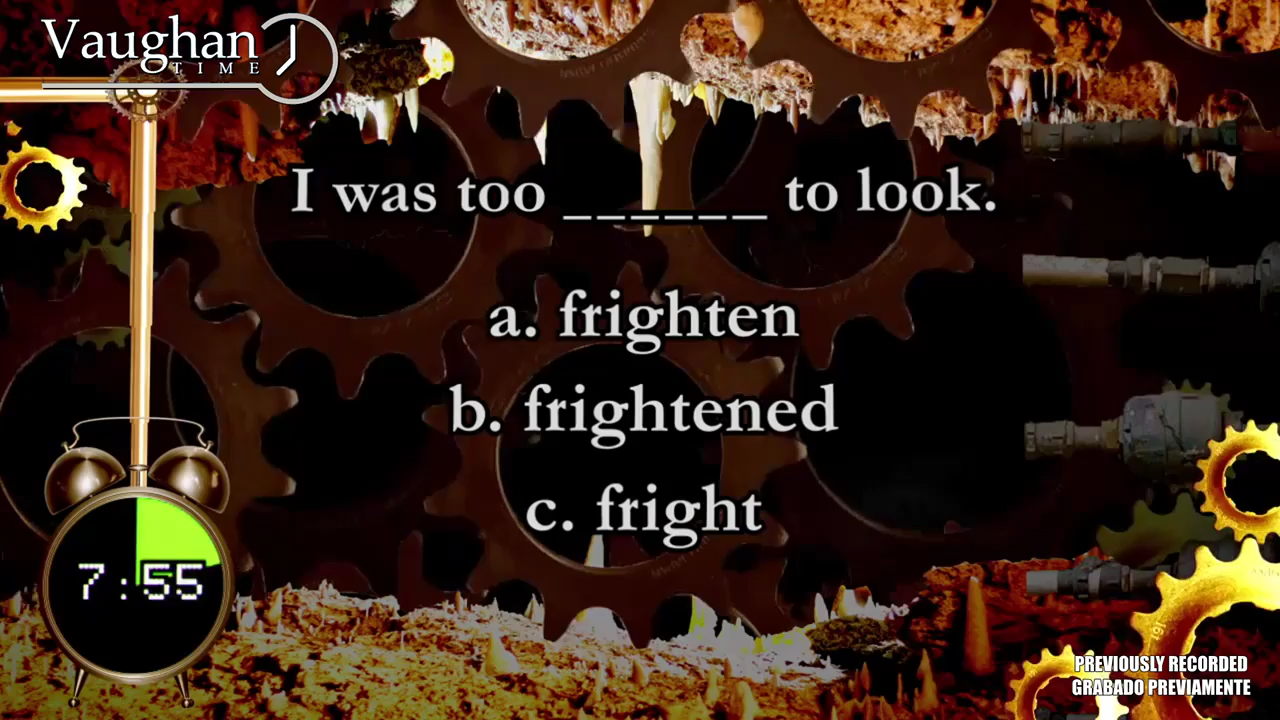 Vaughan
TIME
I was too ______ to look.
a. frighten
b. frightened
c. fright
7:55
PREVIOUSLY RECORDED
GRABADO PREVIAMENTE